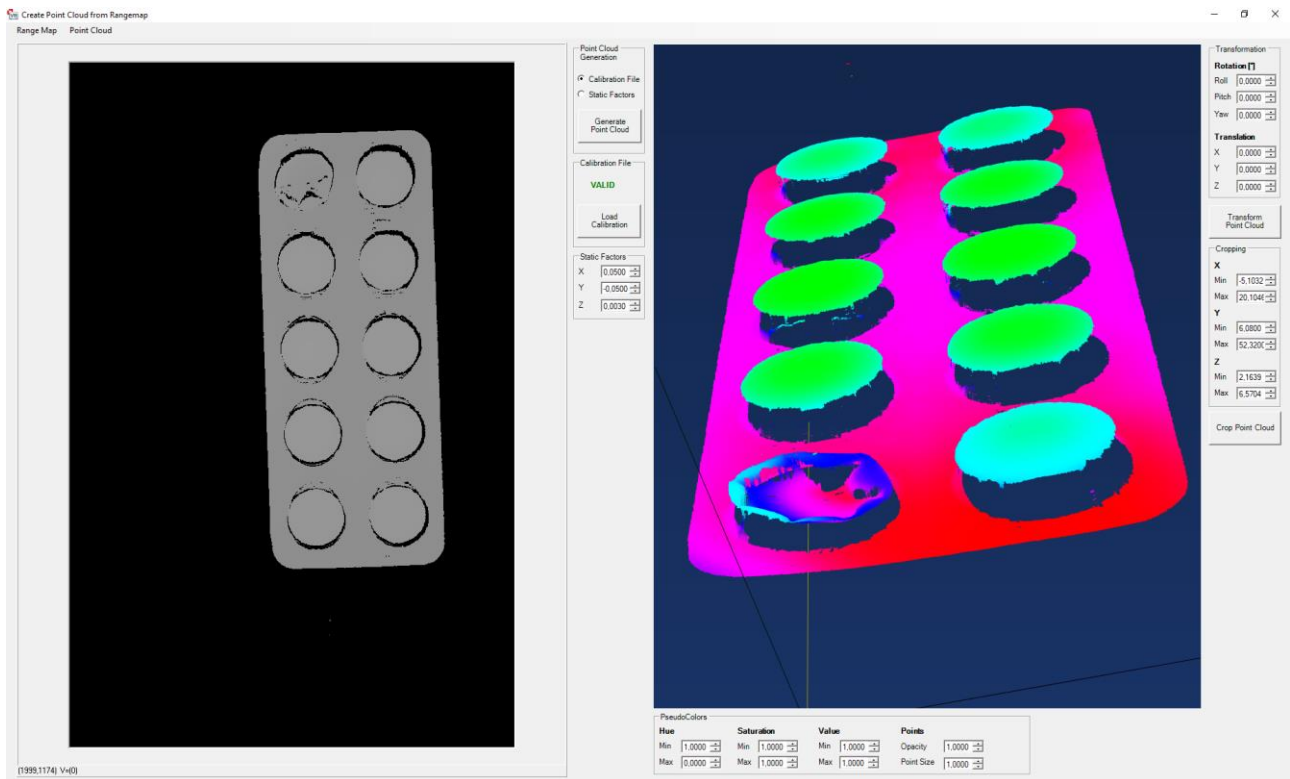 Create Point Cloud from Rangemap
Range Map Point Cloud
Point Cloud
Generation
Calibration File
Static Factors
Generate
Point Cloud
Calibration File
VALID
Load
Calibration
Static Factors
X 0,0500
Y -0,0500
Z 0,0030
Transformation
Rotation [°]
Roll 0,0000
Pitch 0,0000
Yaw 0,0000
Translation
X 0,0000
Y 0,0000
Z 0,0000
Transform
Point Cloud
Cropping
X
Min -5,1032
Max 20,104
Y
Min 6,0800
Max 52,320
Z
Min 2,1639
Max 6,5704
Crop Point Cloud
PseudoColors
Hue Saturation Value Points
Min 1,0000 Min 1,0000 Min 1,0000 Opacity 1,0000
Max 0,0000 Max 1,0000 Max 1,0000 Point Size 1,0000
(1999,1174) V=(0)